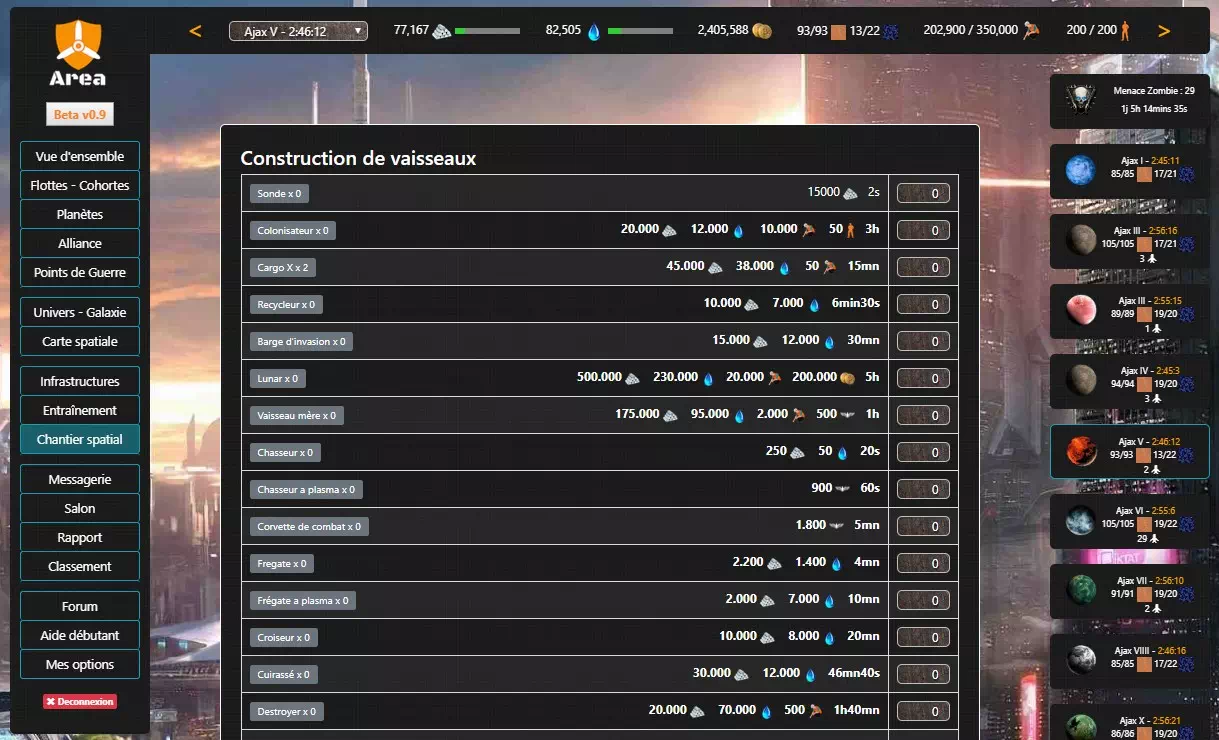 Area
Beta v0.9
Vue d'ensemble
Flottes - Cohortes
Planètes
Alliance
Points de Guerre
Univers - Galaxie
Carte spatiale
Infrastructures
Entraînement
Chantier spatial
Messagerie
Salon
Rapport
Classement
Forum
Aide débutant
Mes options
✖ Deconnexion
< Ajax V - 2:46:12 ▼ 77,167 82,505 2,405,588 93/93 13/22 202,900 / 350,000 200 / 200 >
Construction de vaisseaux
Sonde x 0 15000 2s 0
Colonisateur x 0 20.000 12.000 10.000 50 3h 0
Cargo X x 2 45.000 38.000 50 15mn 0
Recycleur x 0 10.000 7.000 6min30s 0
Barge d'invasion x 0 15.000 12.000 30mn 0
Lunar x 0 500.000 230.000 20.000 200.000 5h 0
Vaisseau mère x 0 175.000 95.000 2.000 500 1h 0
Chasseur x 0 250 50 20s 0
Chasseur a plasma x 0 900 60s 0
Corvette de combat x 0 1.800 5mn 0
Fregate x 0 2.200 1.400 4mn 0
Frégate a plasma x 0 2.000 7.000 10mn 0
Croiseur x 0 10.000 8.000 20mn 0
Cuirassé x 0 30.000 12.000 46mn40s 0
Destroyer x 0 20.000 70.000 500 1h40mn 0
Menace Zombie : 29
1j 5h 14mins 35s
Ajax I - 2:45:11
85/85 17/21
Ajax III - 2:56:16
105/105 17/21
3
Ajax III - 2:55:15
89/89 19/20
1
Ajax IV - 2:45:3
94/94 19/20
3
Ajax V - 2:46:12
93/93 13/22
2
Ajax VI - 2:55:6
105/105 19/22
29
Ajax VII - 2:56:10
91/91 19/20
2
Ajax VIIII - 2:46:16
85/85 17/22
Ajax X - 2:56:21
86/86 19/20